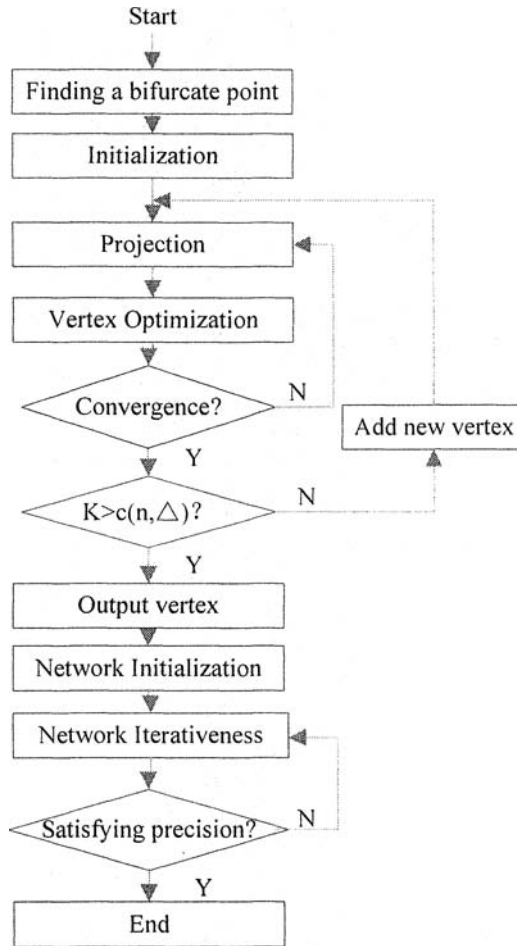 Start
Finding a bifurcate point
Initialization
Projection
Vertex Optimization
Convergence?
N
Add new vertex
Y
K>c(n,△)?
N
Y
Output vertex
Network Initialization
Network Iterativeness
Satisfying precision?
N
Y
End